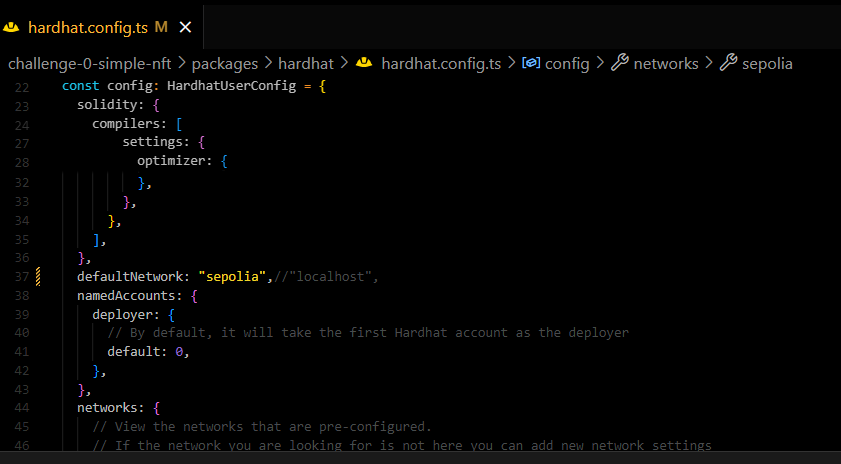 hardhat.config.ts M ×
challenge-0-simple-nft > packages > hardhat > hardhat.config.ts > config > networks > sepolia
22 const config: HardhatUserConfig = {
23 solidity: {
24 compilers: [
27 settings: {
28 optimizer: {
32 },
33 },
34 },
35 ],
36 },
37 defaultNetwork: "sepolia",//"localhost",
38 namedAccounts: {
39 deployer: {
40 // By default, it will take the first Hardhat account as the deployer
41 default: 0,
42 },
43 },
44 networks: {
45 // View the networks that are pre-configured.
46 // If the network you are looking for is not here you can add new network settings